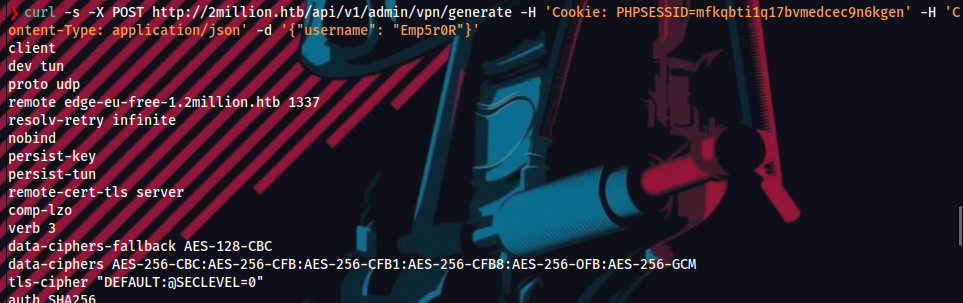 ❯ curl -s -X POST http://2million.htb/api/v1/admin/vpn/generate -H 'Cookie: PHPSESSID=mfkqbti1q17bvmedcec9n6kgen' -H 'C
ontent-Type: application/json' -d '{"username": "Emp5r0R"}'
client
dev tun
proto udp
remote edge-eu-free-1.2million.htb 1337
resolv-retry infinite
nobind
persist-key
persist-tun
remote-cert-tls server
comp-lzo
verb 3
data-ciphers-fallback AES-128-CBC
data-ciphers AES-256-CBC:AES-256-CFB:AES-256-CFB1:AES-256-CFB8:AES-256-OFB:AES-256-GCM
tls-cipher "DEFAULT:@SECLEVEL=0"
auth SHA256